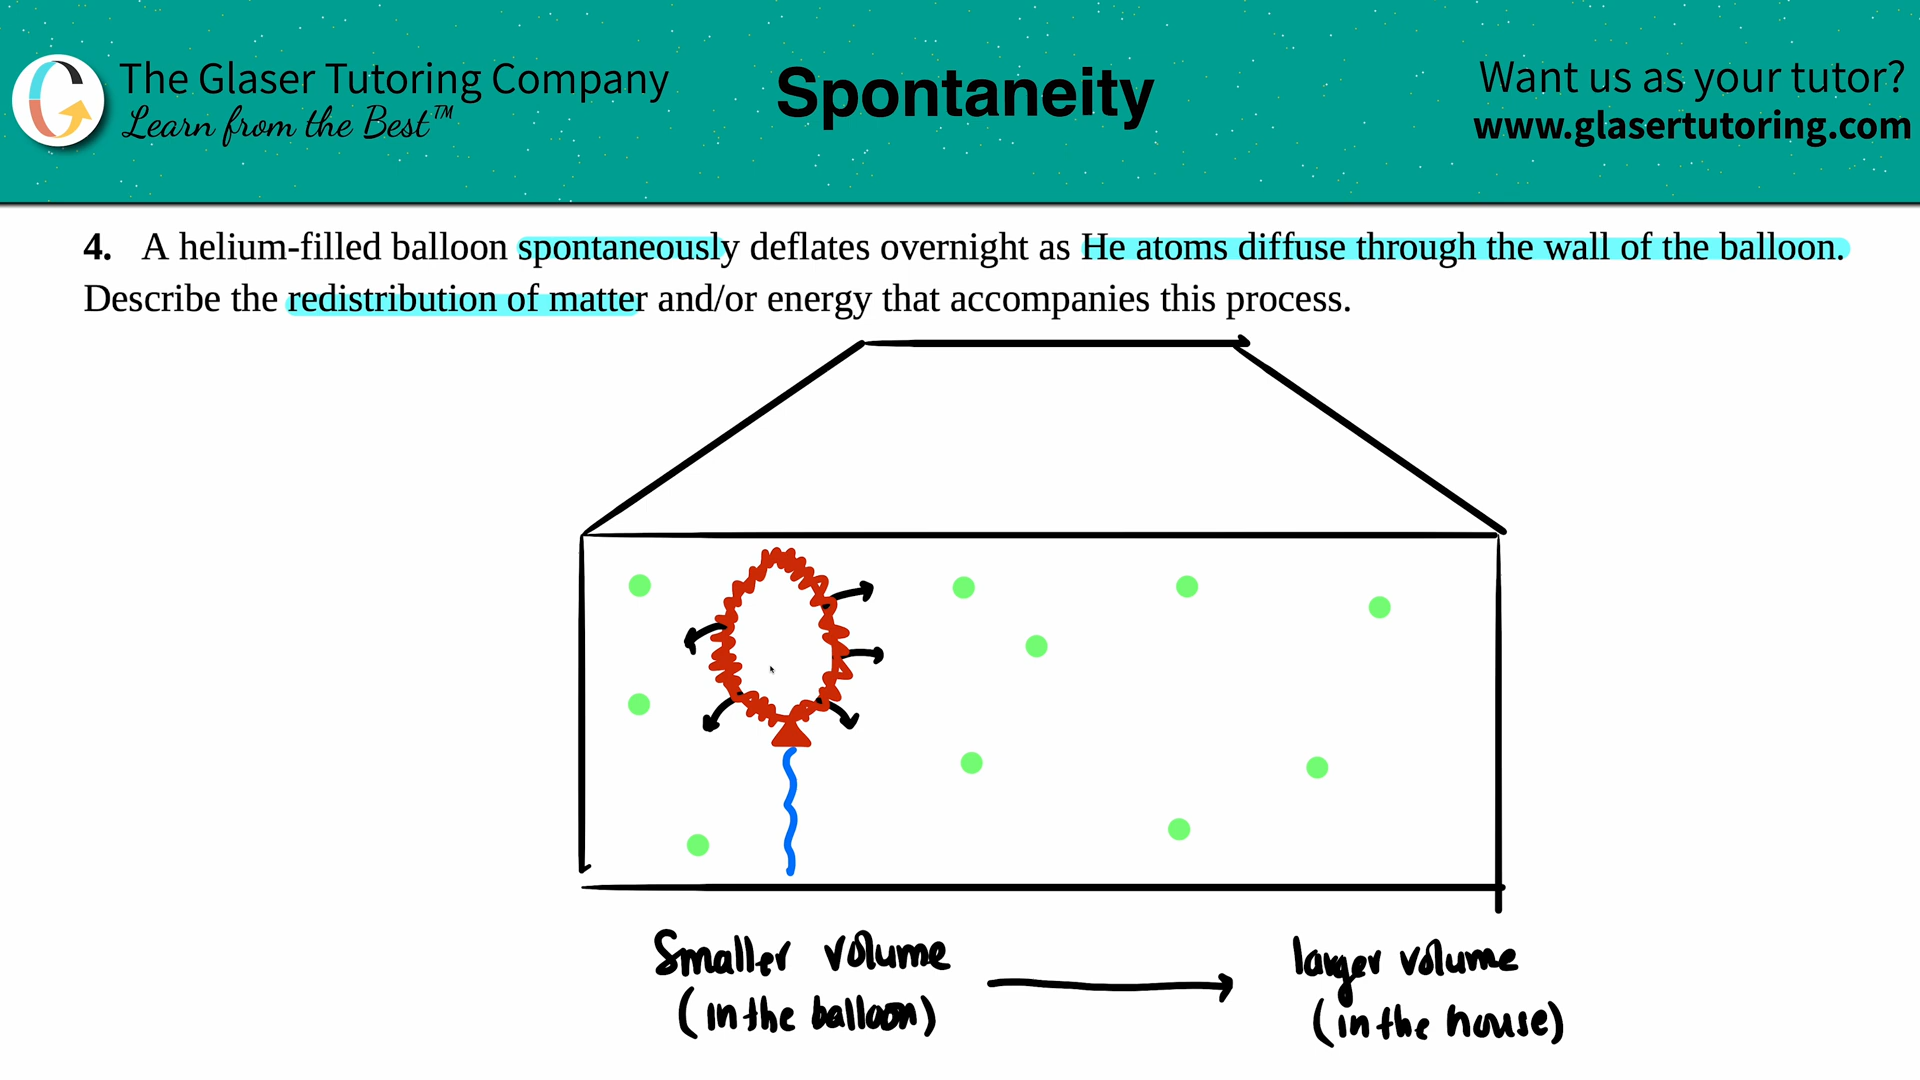 The Glaser Tutoring Company
Learn from the Best™
Spontaneity
Want us as your tutor?
www.glasertutoring.com
4. A helium-filled balloon spontaneously deflates overnight as He atoms diffuse through the wall of the balloon.
Describe the redistribution of matter and/or energy that accompanies this process.
Smaller volume
(in the balloon)
larger volume
(in the house)